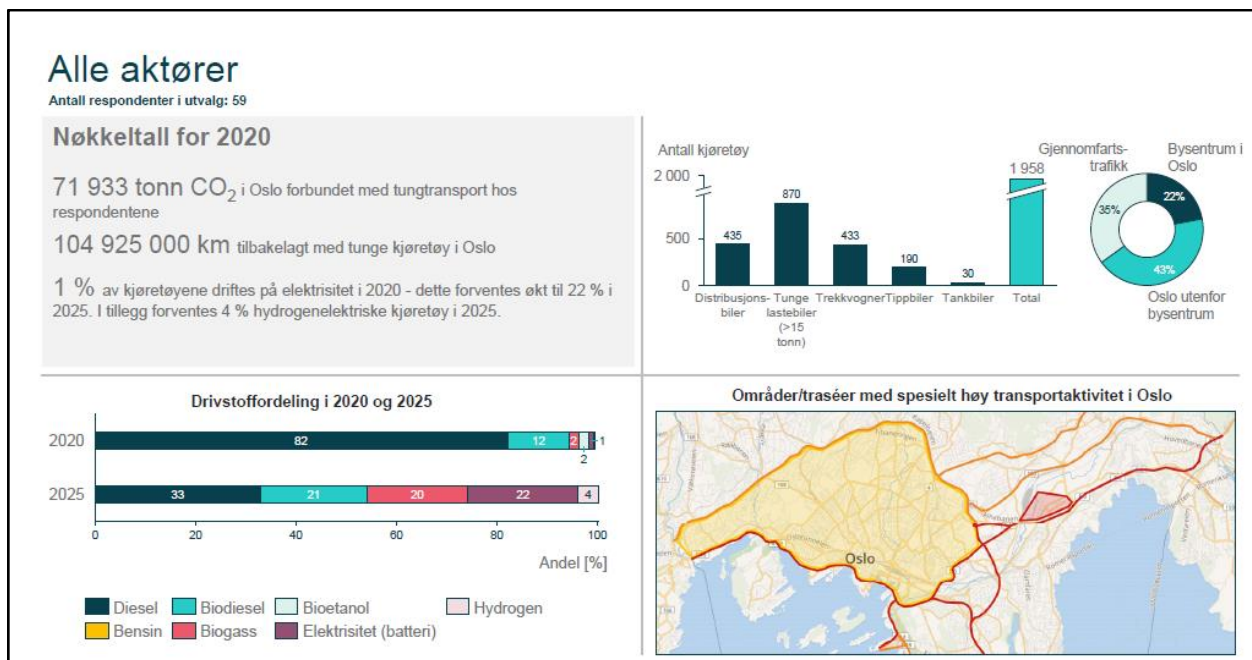 Alle aktører
Antall respondenter i utvalg: 59
Nøkkeltall for 2020
71 933 tonn CO2 i Oslo forbundet med tungtransport hos
respondentene
104 925 000 km tilbakelagt med tunge kjøretøy i Oslo
1 % av kjøretøyene driftes på elektrisitet i 2020 - dette forventes økt til 22 % i
2025. I tillegg forventes 4 % hydrogenelektriske kjøretøy i 2025.
Antall kjøretøy
2 000
500
0
435
870
433
190
30
1 958
Distribusjons-
biler
Tunge
lastebiler
(>15
tonn)
Trekkvogner
Tippbiler
Tankbiler
Total
Gjennomfarts-
trafikk
Bysentrum i
Oslo
35%
22%
43%
Oslo utenfor
bysentrum
Drivstoffordeling i 2020 og 2025
2020
82
12
2
2
1
2025
33
21
20
22
4
0
20
40
60
80
100
Andel [%]
Diesel
Biodiesel
Bioetanol
Hydrogen
Bensin
Biogass
Elektrisitet (batteri)
Områder/traséer med spesielt høy transportaktivitet i Oslo
Oslo